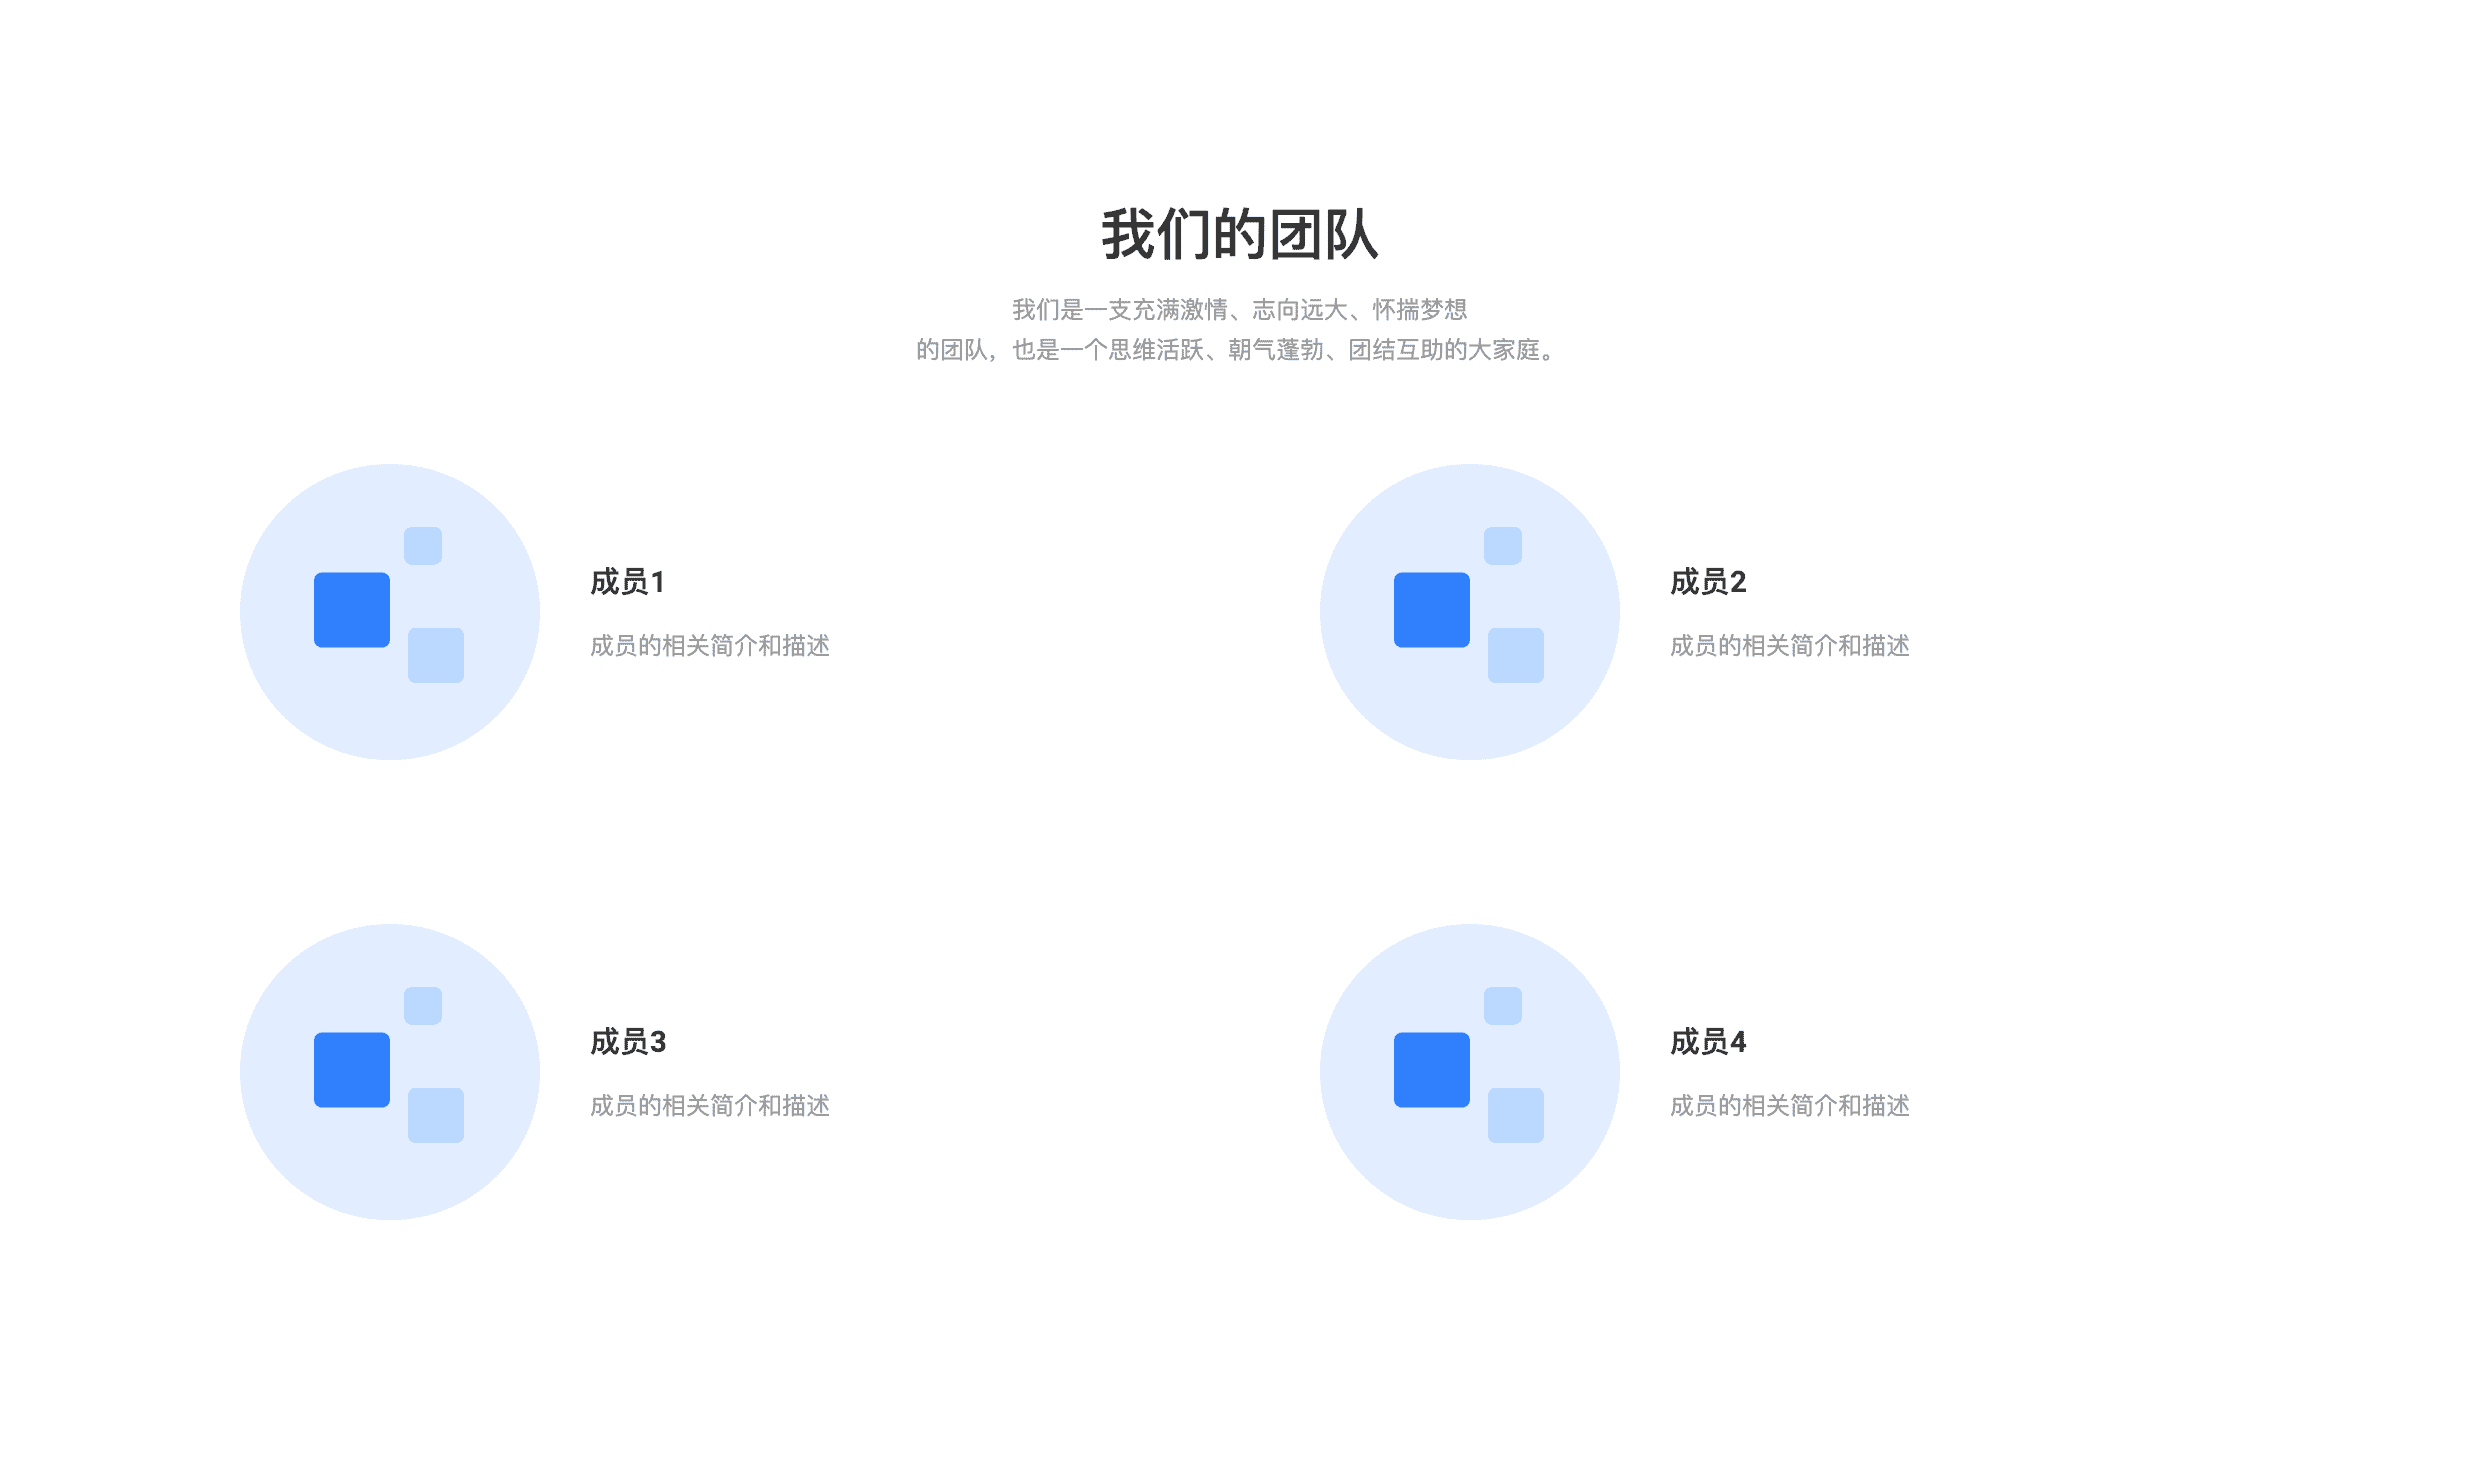 我们的团队
我们是一支充满激情、志向远大、怀揣梦想
的团队，也是一个思维活跃、朝气蓬勃、团结互助的大家庭。
成员1
成员的相关简介和描述
成员2
成员的相关简介和描述
成员3
成员的相关简介和描述
成员4
成员的相关简介和描述